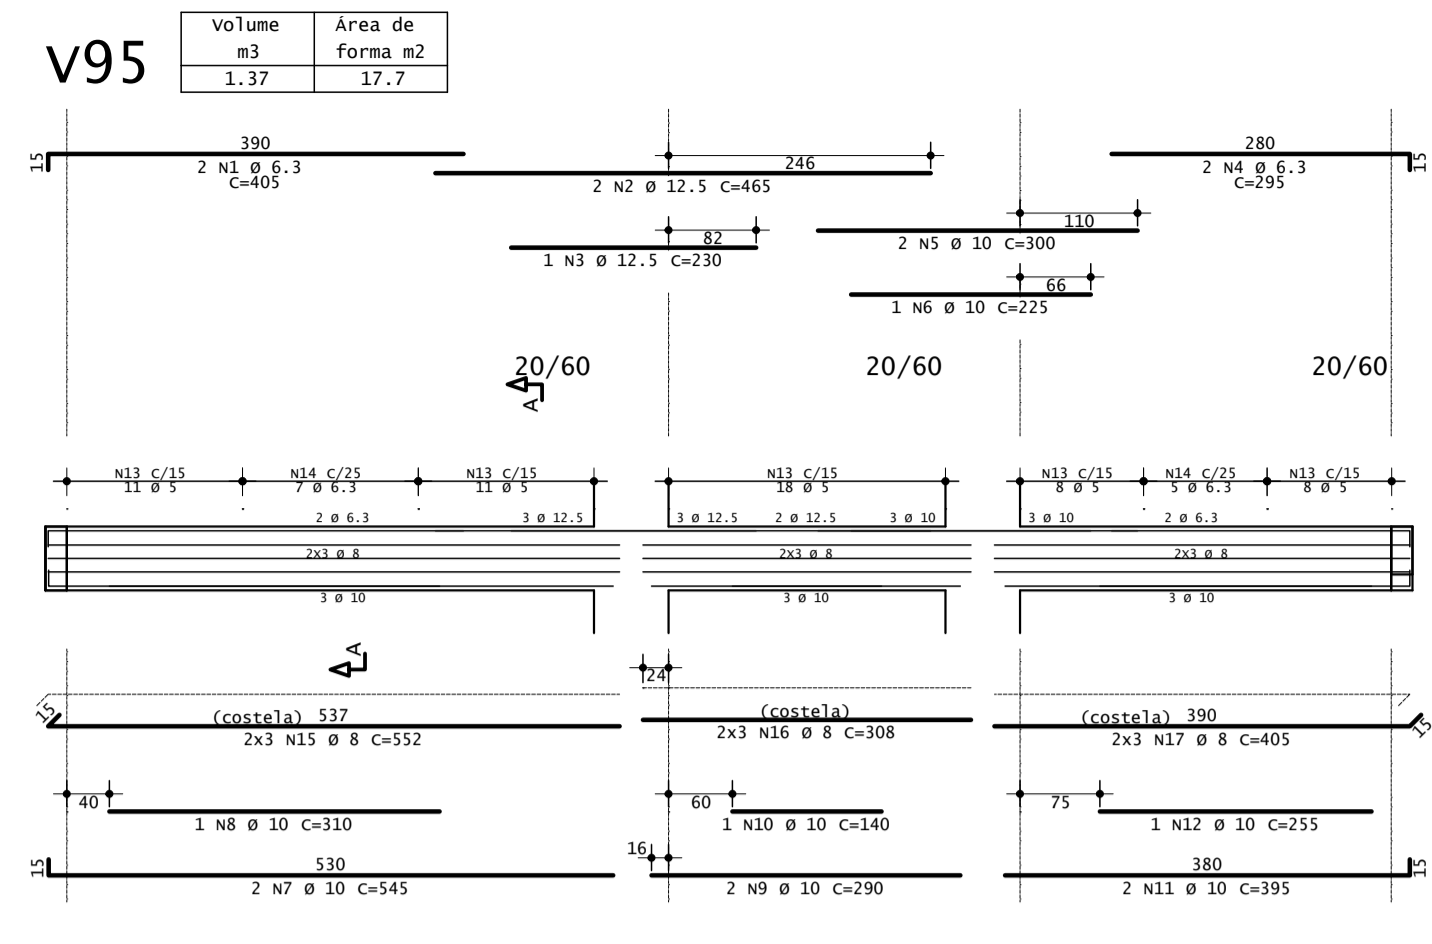 V95
Volume
m3
Área de
forma m2
1.37
17.7
390
15
2 N1 Ø 6.3
C=405
246
2 N2 Ø 12.5 C=465
280
15
2 N4 Ø 6.3
C=295
82
1 N3 Ø 12.5 C=230
110
2 N5 Ø 10 C=300
66
1 N6 Ø 10 C=225
20/60
20/60
20/60
A
N13 C/15
11 Ø 5
N14 C/25
7 Ø 6.3
N13 C/15
11 Ø 5
N13 C/15
18 Ø 5
N13 C/15
8 Ø 5
N14 C/25
5 Ø 6.3
N13 C/15
8 Ø 5
2 Ø 6.3
3 Ø 12.5
3 Ø 12.5
2 Ø 12.5
3 Ø 10
3 Ø 10
2 Ø 6.3
2x3 Ø 8
2x3 Ø 8
2x3 Ø 8
3 Ø 10
3 Ø 10
3 Ø 10
A
24
15
(costela) 537
2x3 N15 Ø 8 C=552
(costela)
2x3 N16 Ø 8 C=308
(costela) 390
15
2x3 N17 Ø 8 C=405
40
1 N8 Ø 10 C=310
60
1 N10 Ø 10 C=140
75
1 N12 Ø 10 C=255
15
530
2 N7 Ø 10 C=545
16
2 N9 Ø 10 C=290
380
15
2 N11 Ø 10 C=395